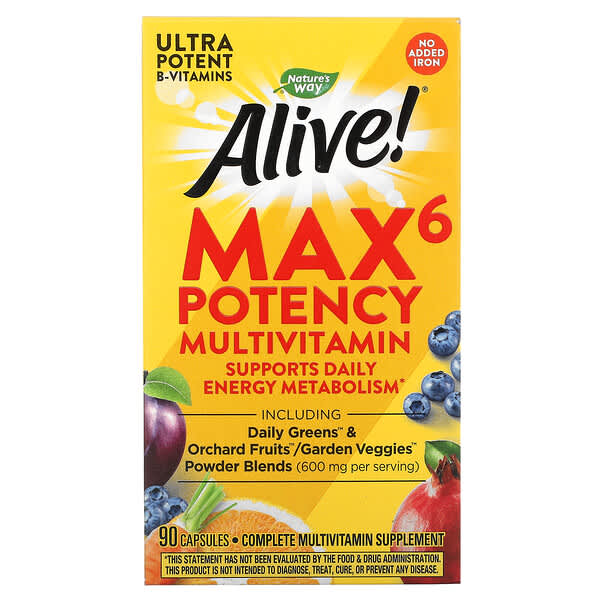 ULTRA
POTENT
B-VITAMINS
NO
ADDED
IRON
Nature's
Way®
Alive!®
MAX6
POTENCY
MULTIVITAMIN
SUPPORTS DAILY
ENERGY METABOLISM*
INCLUDING
Daily Greens™ &
Orchard Fruits™/Garden Veggies™
Powder Blends (600 mg per serving)
90 CAPSULES • COMPLETE MULTIVITAMIN SUPPLEMENT
*THIS STATEMENT HAS NOT BEEN EVALUATED BY THE FOOD & DRUG ADMINISTRATION.
THIS PRODUCT IS NOT INTENDED TO DIAGNOSE, TREAT, CURE, OR PREVENT ANY DISEASE.